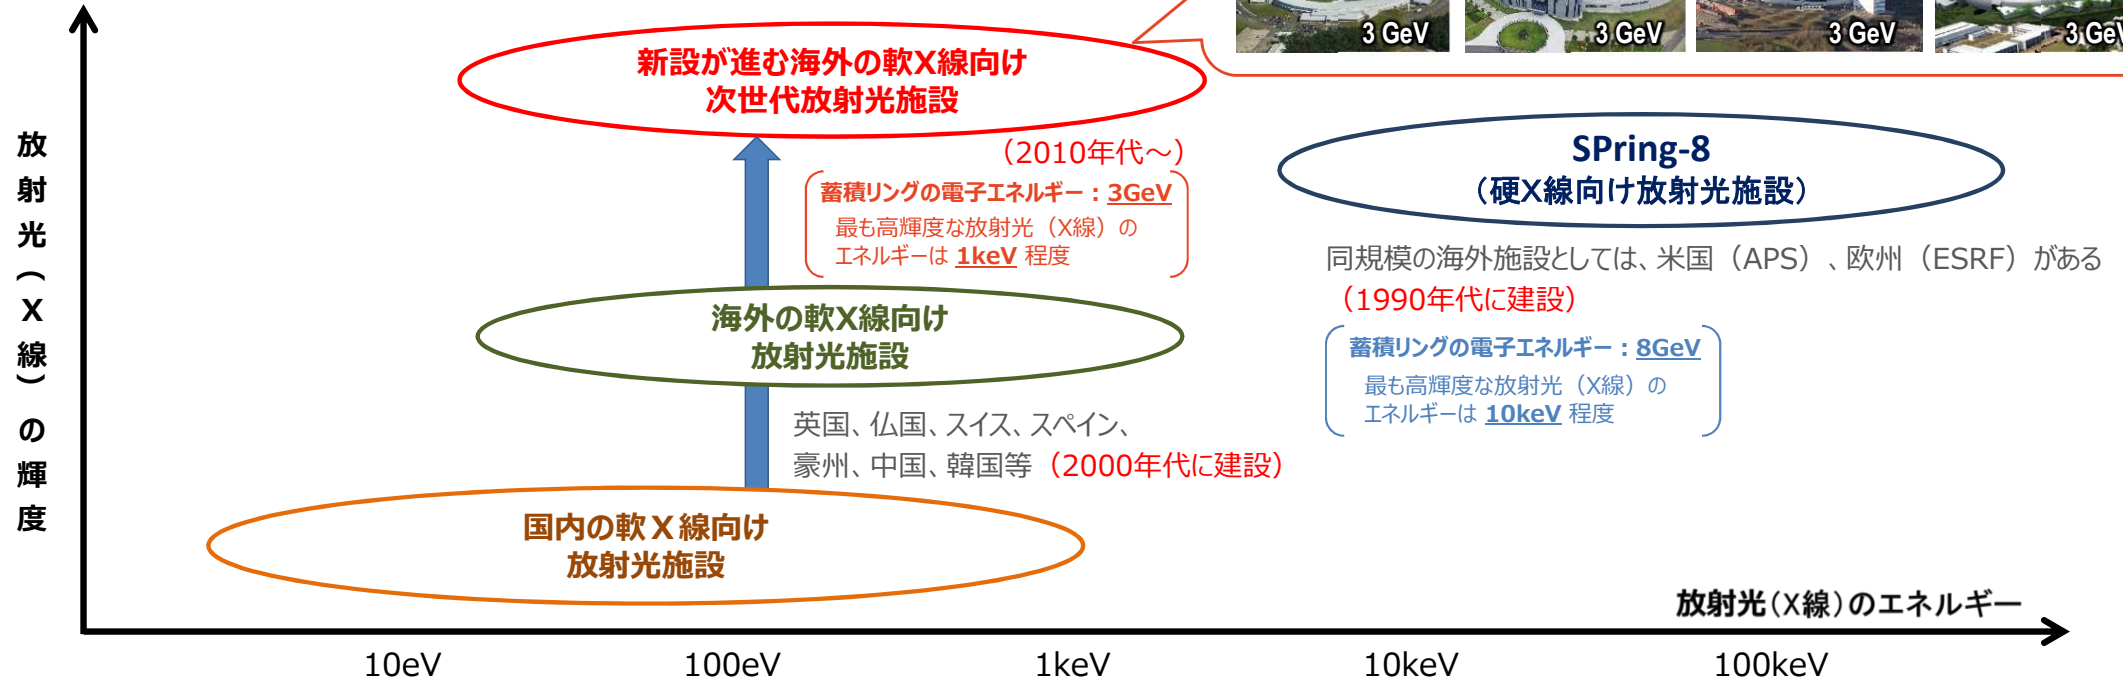 3 GeV
3 GeV
3 GeV
3 GeV
新設が進む海外の軟X線向け
次世代放射光施設
(2010年代～)
蓄積リングの電子エネルギー：3GeV
最も高輝度な放射光（X線）の
エネルギーは 1keV 程度
SPring-8
（硬X線向け放射光施設）
同規模の海外施設としては、米国（APS）、欧州（ESRF）がある
（1990年代に建設）
蓄積リングの電子エネルギー：8GeV
最も高輝度な放射光（X線）の
エネルギーは 10keV 程度
海外の軟X線向け
放射光施設
英国、仏国、スイス、スペイン、
豪州、中国、韓国等（2000年代に建設）
国内の軟X線向け
放射光施設
放射光（X線）の輝度
放射光(X線)のエネルギー
10eV
100eV
1keV
10keV
100keV